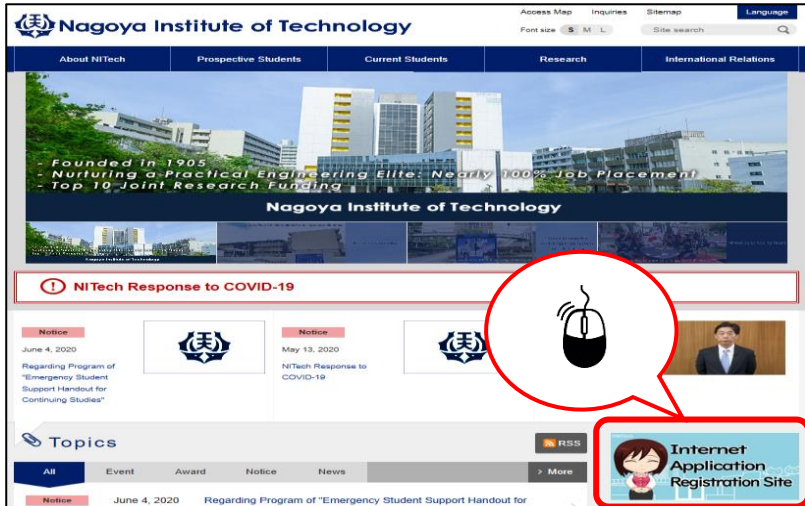 Access Map Inquiries Sitemap Language
Nagoya Institute of Technology
Font size S M L Site search
About NITech Prospective Students Current Students Research International Relations
- Founded in 1905
- Nurturing a Practical Engineering Elite: Nearly 100% Job Placement
- Top 10 Joint Research Funding
Nagoya Institute of Technology
NITech Response to COVID-19
Notice
June 4, 2020
Regarding Program of
"Emergency Student
Support Handout for
Continuing Studies"
Notice
May 13, 2020
NITech Response to
COVID-19
Topics
RSS
All Event Award Notice News > More
Notice June 4, 2020 Regarding Program of "Emergency Student Support Handout for
Internet
Application
Registration Site